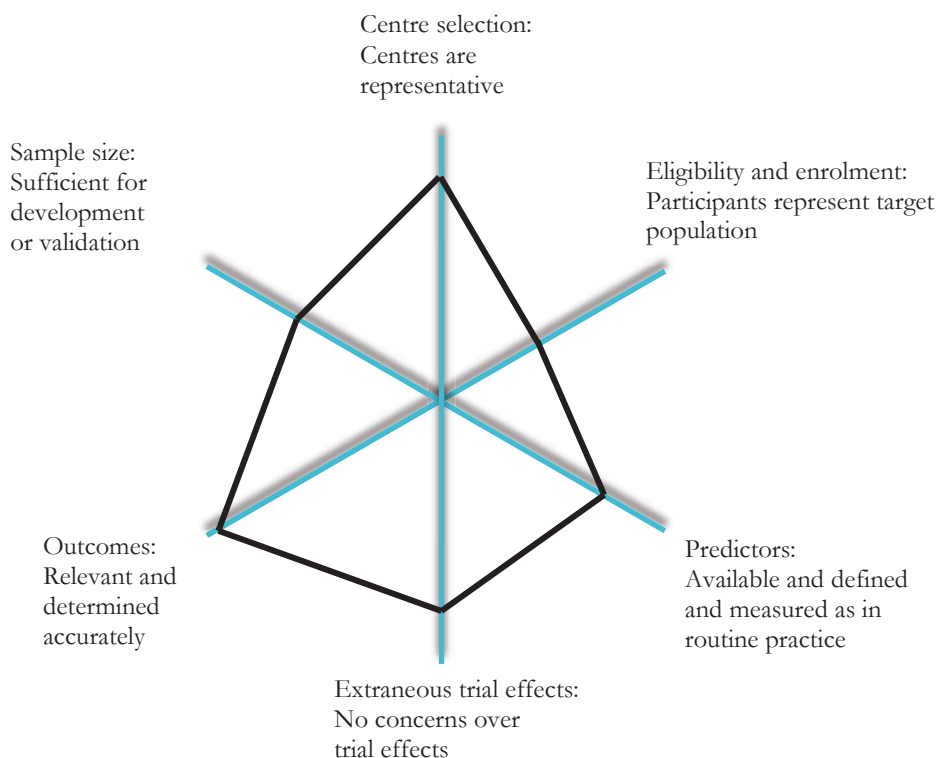 Centre selection:
Centres are
representative
Sample size:
Sufficient for
development
or validation
Eligibility and enrolment:
Participants represent target
population
Outcomes:
Relevant and
determined
accurately
Predictors:
Available and defined
and measured as in
routine practice
Extraneous trial effects:
No concerns over
trial effects